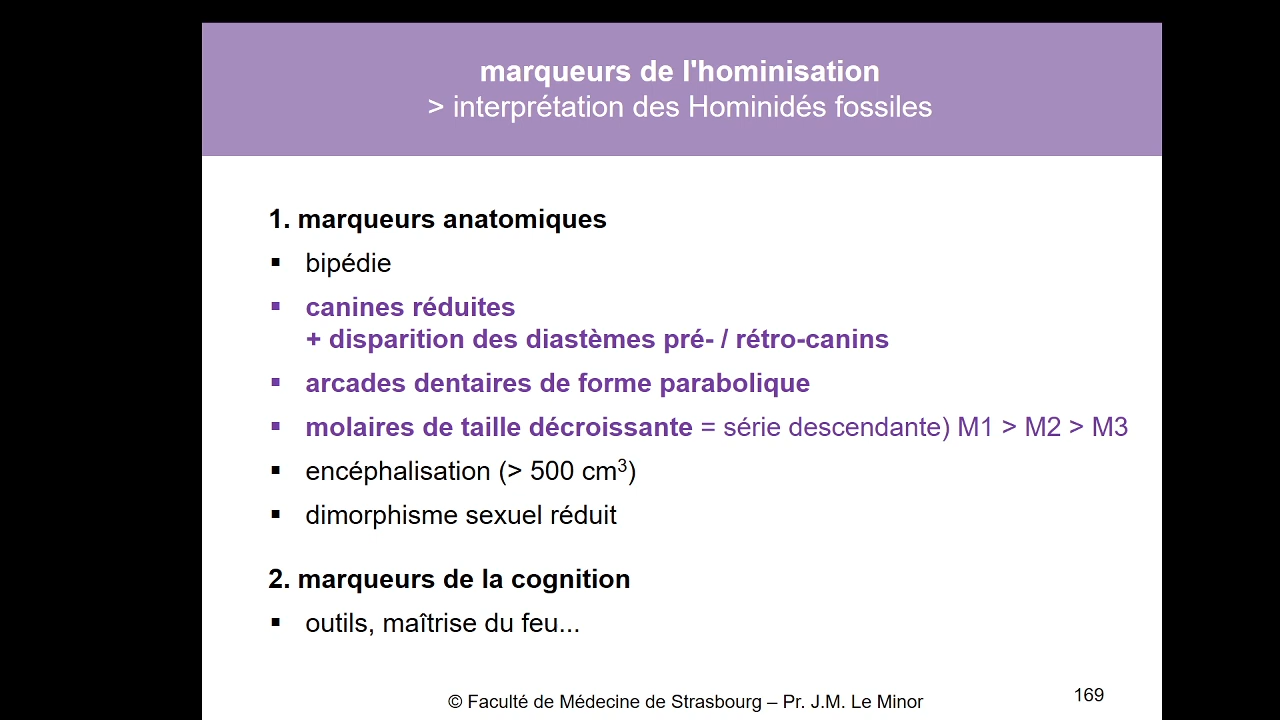 marqueurs de l'hominisation
> interprétation des Hominidés fossiles
1. marqueurs anatomiques
▪ bipédie
▪ canines réduites
+ disparition des diastèmes pré- / rétro-canins
▪ arcades dentaires de forme parabolique
▪ molaires de taille décroissante = série descendante) M1 > M2 > M3
▪ encéphalisation (> 500 cm³)
▪ dimorphisme sexuel réduit
2. marqueurs de la cognition
▪ outils, maîtrise du feu...
© Faculté de Médecine de Strasbourg – Pr. J.M. Le Minor
169